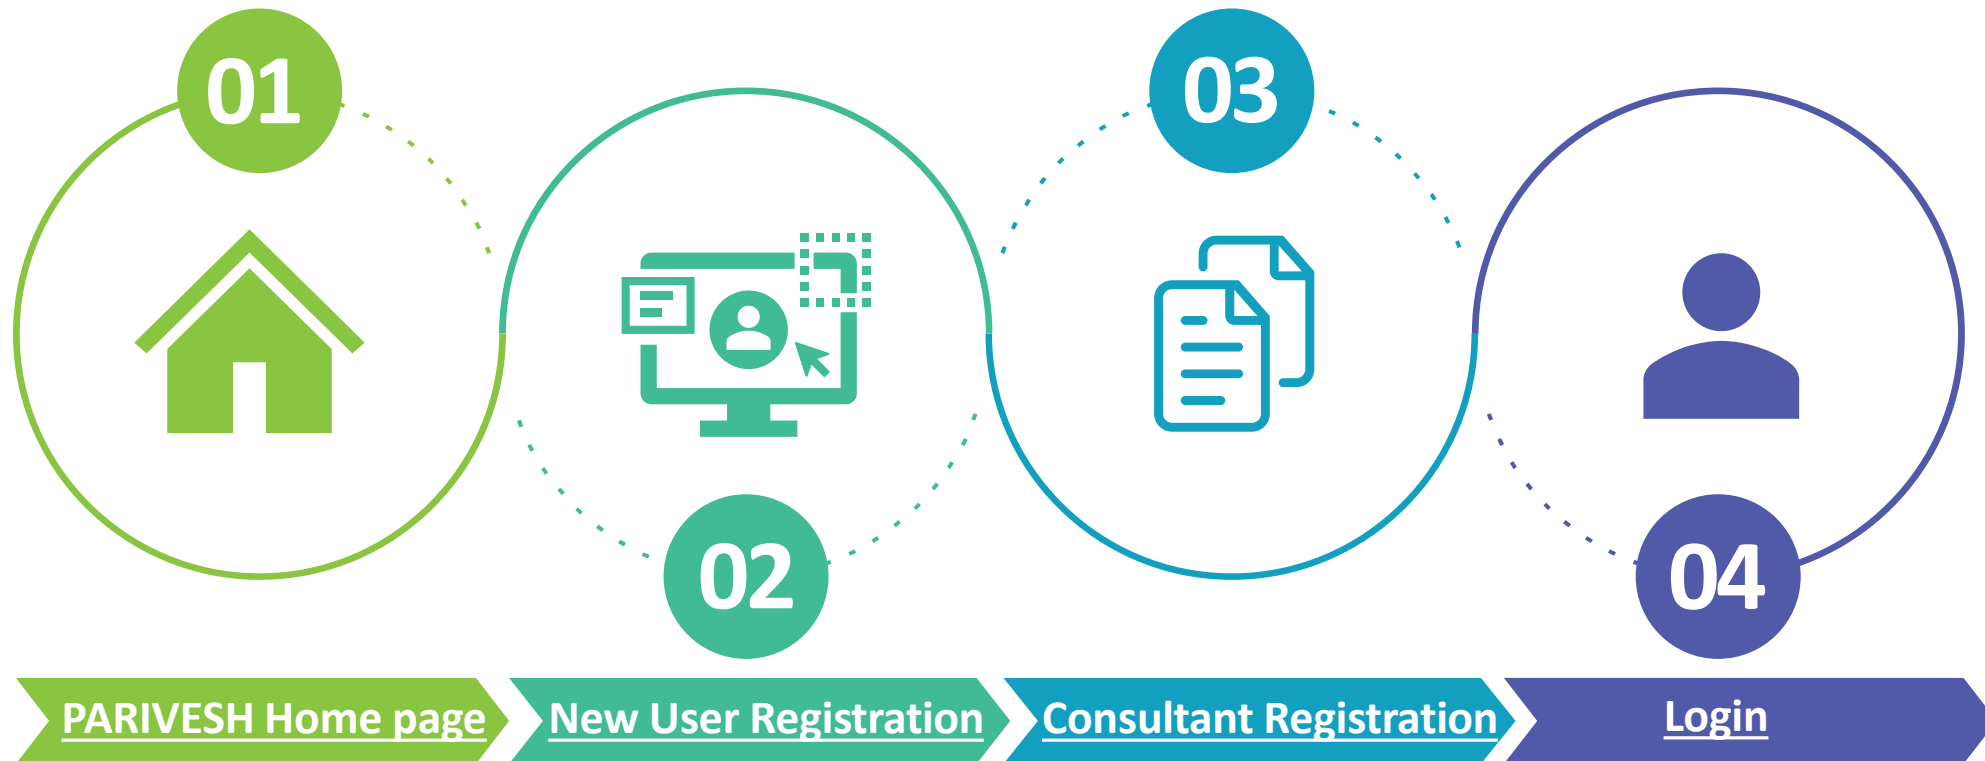 01
02
03
04
PARIVESH Home page
New User Registration
Consultant Registration
Login